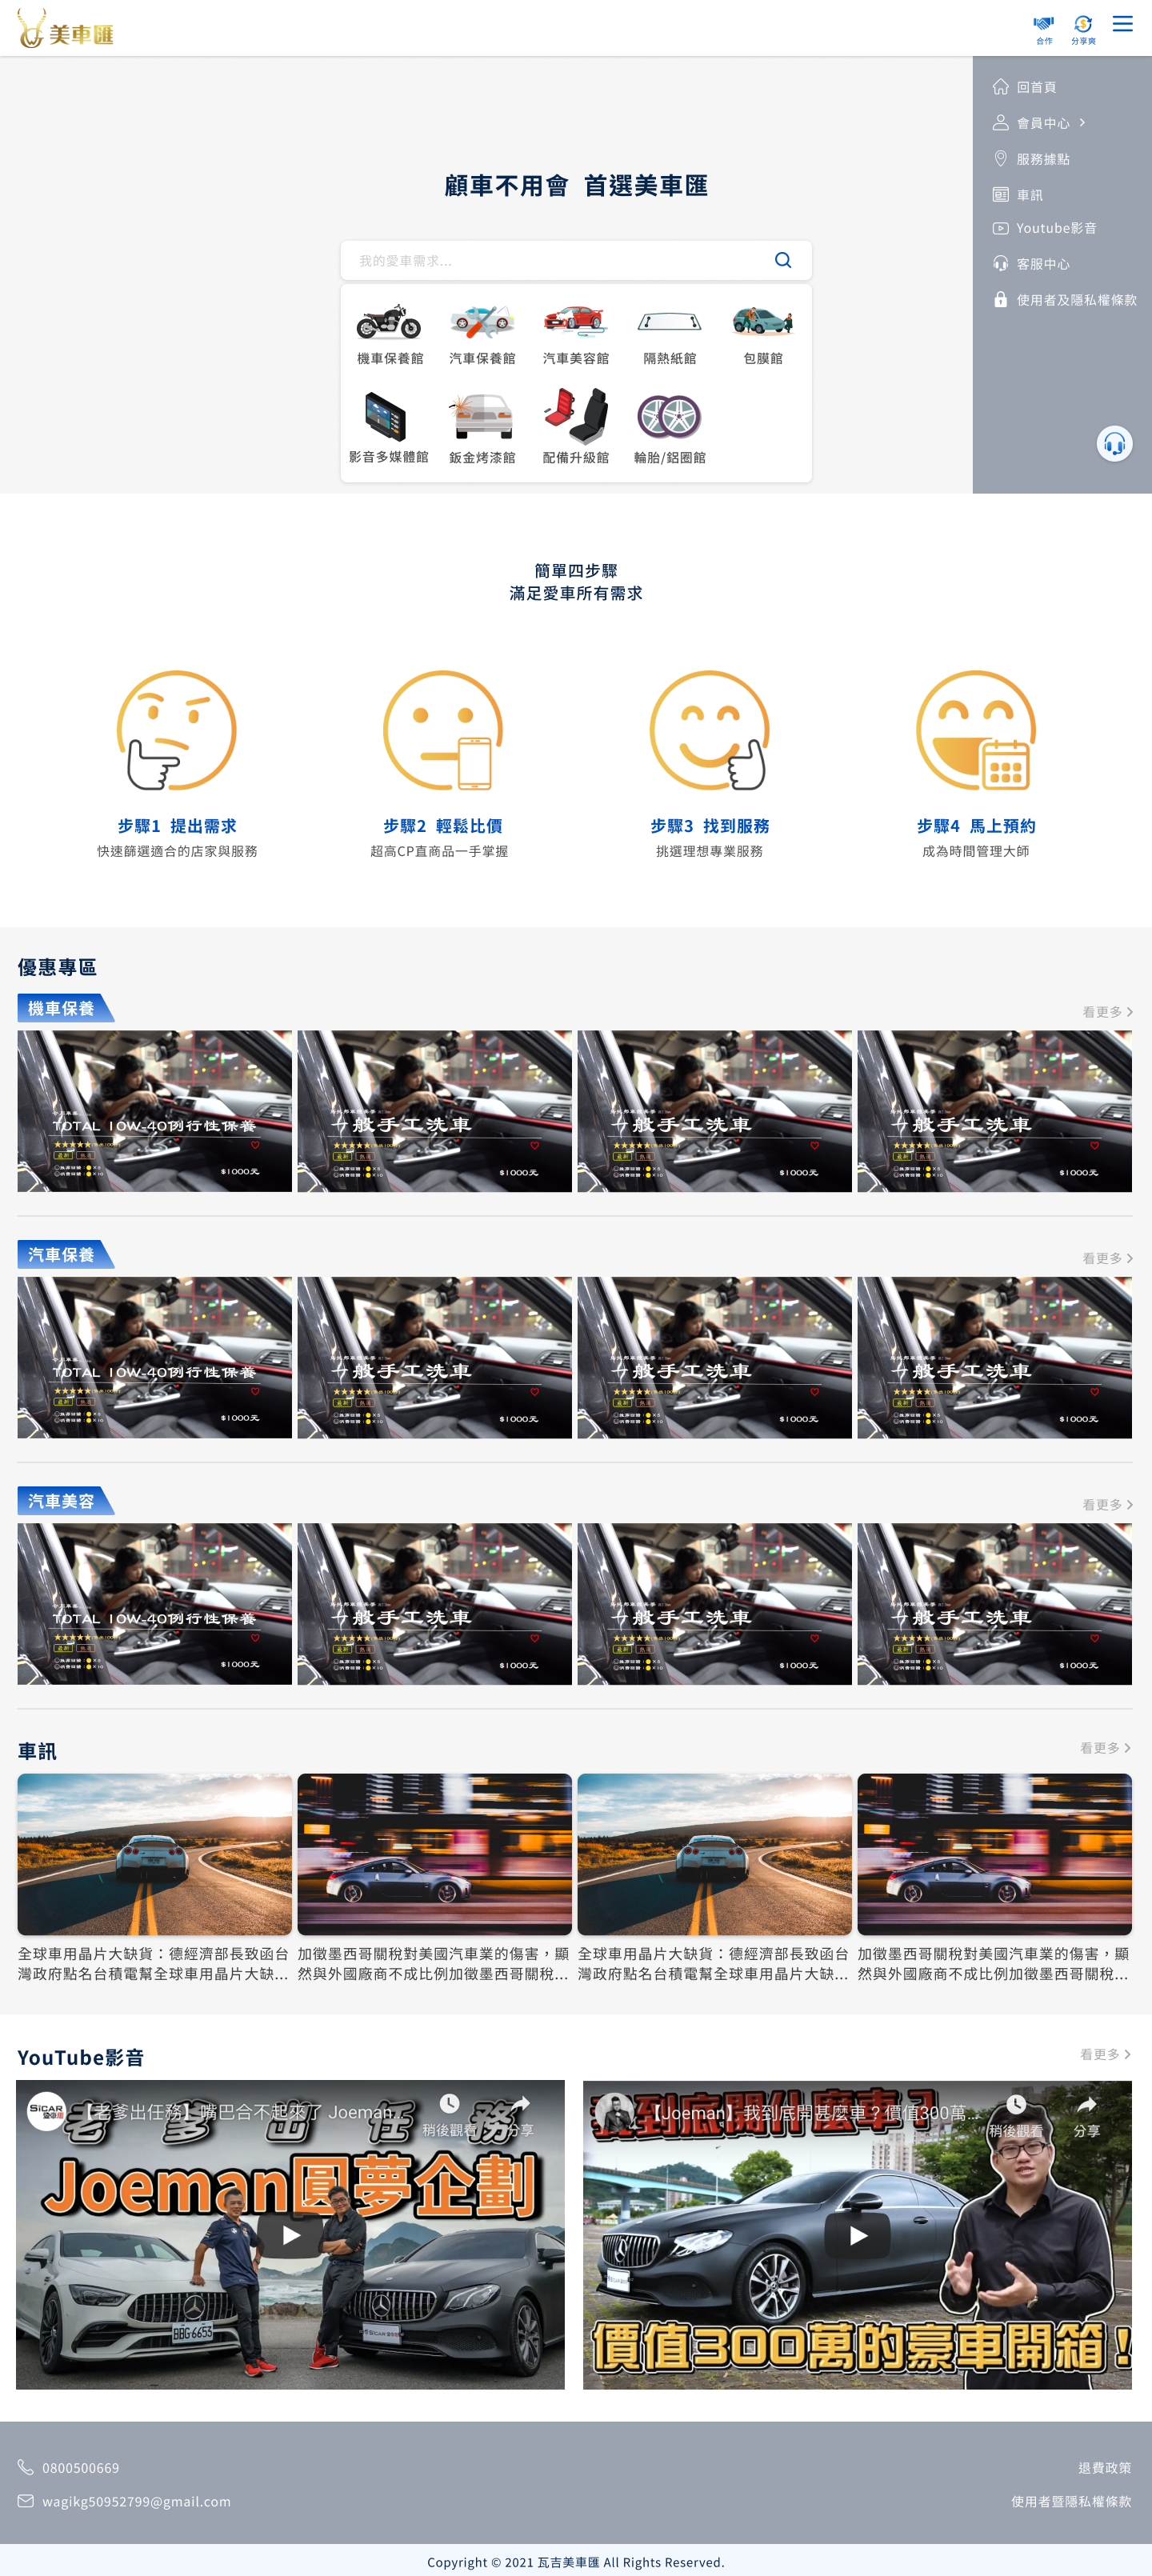 美車匯
合作
分享爽
回首頁
會員中心
服務據點
車訊
Youtube影音
客服中心
使用者及隱私權條款
顧車不用會 首選美車匯
我的愛車需求...
機車保養館
汽車保養館
汽車美容館
隔熱紙館
包膜館
影音多媒體館
鈑金烤漆館
配備升級館
輪胎/鋁圈館
簡單四步驟
滿足愛車所有需求
步驟1 提出需求
快速篩選適合的店家與服務
步驟2 輕鬆比價
超高CP直商品一手掌握
步驟3 找到服務
挑選理想專業服務
步驟4 馬上預約
成為時間管理大師
優惠專區
機車保養
看更多
TOTAL 10W-40例行性保養
$1000元
一般手工洗車
$1000元
一般手工洗車
$1000元
一般手工洗車
$1000元
汽車保養
看更多
TOTAL 10W-40例行性保養
$1000元
一般手工洗車
$1000元
一般手工洗車
$1000元
一般手工洗車
$1000元
汽車美容
看更多
TOTAL 10W-40例行性保養
$1000元
一般手工洗車
$1000元
一般手工洗車
$1000元
一般手工洗車
$1000元
車訊
看更多
全球車用晶片大缺貨：德經濟部長致函台
灣政府點名台積電幫全球車用晶片大缺...
加徵墨西哥關稅對美國汽車業的傷害，顯
然與外國廠商不成比例加徵墨西哥關稅...
全球車用晶片大缺貨：德經濟部長致函台
灣政府點名台積電幫全球車用晶片大缺...
加徵墨西哥關稅對美國汽車業的傷害，顯
然與外國廠商不成比例加徵墨西哥關稅...
YouTube影音
看更多
SiCAR
【老爹出任務】嘴巴合不起來了 Joeman...
稍後觀看
分享
老爹出任務
Joeman圓夢企劃
BBG-6653
【Joeman】我到底開甚麼車？價值300萬...
稍後觀看
分享
我到底開什麼車？
價值300萬的豪車開箱！
0800500669
退費政策
wagikg50952799@gmail.com
使用者暨隱私權條款
Copyright © 2021 瓦吉美車匯 All Rights Reserved.